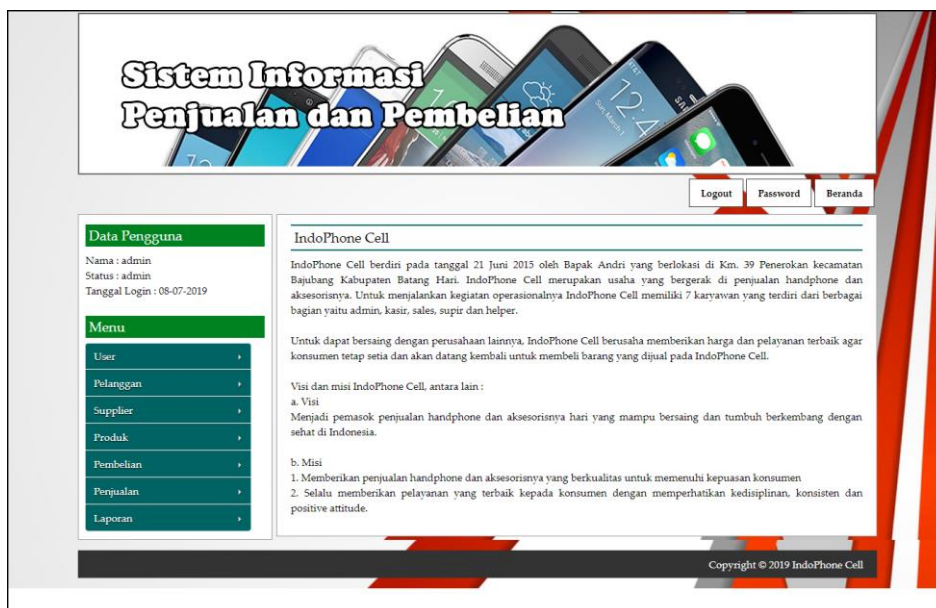 Sistem Informasi
Penjualan dan Pembelian
12:4
Sun, March 1
AT&T
Logout Password Beranda
Data Pengguna
Nama : admin
Status : admin
Tanggal Login : 08-07-2019
Menu
User
Pelanggan
Supplier
Produk
Pembelian
Penjualan
Laporan
IndoPhone Cell
IndoPhone Cell berdiri pada tanggal 21 Juni 2015 oleh Bapak Andri yang berlokasi di Km. 39 Penerokan kecamatan
Bajubang Kabupaten Batang Hari. IndoPhone Cell merupakan usaha yang bergerak di penjualan handphone dan
aksesorisnya. Untuk menjalankan kegiatan operasionalnya IndoPhone Cell memiliki 7 karyawan yang terdiri dari berbagai
bagian yaitu admin, kasir, sales, supir dan helper.
Untuk dapat bersaing dengan perusahaan lainnya, IndoPhone Cell berusaha memberikan harga dan pelayanan terbaik agar
konsumen tetap setia dan akan datang kembali untuk membeli barang yang dijual pada IndoPhone Cell.
Visi dan misi IndoPhone Cell, antara lain :
a. Visi
Menjadi pemasok penjualan handphone dan aksesorisnya hari yang mampu bersaing dan tumbuh berkembang dengan
sehat di Indonesia.
b. Misi
1. Memberikan penjualan handphone dan aksesorisnya yang berkualitas untuk memenuhi kepuasan konsumen
2. Selalu memberikan pelayanan yang terbaik kepada konsumen dengan memperhatikan kedisiplinan, konsisten dan
positive attitude.
Copyright © 2019 IndoPhone Cell